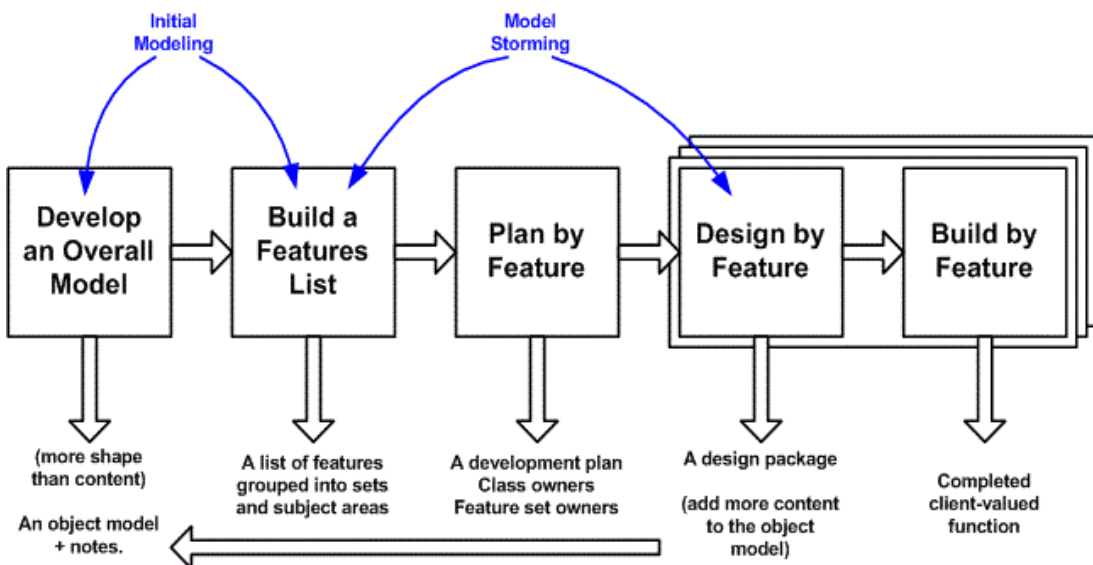 Initial
Modeling
Model
Storming
Develop
an Overall
Model
Build a
Features
List
Plan by
Feature
Design by
Feature
Build by
Feature
(more shape
than content)
An object model
+ notes.
A list of features
grouped into sets
and subject areas
A development plan
Class owners
Feature set owners
A design package
(add more content
to the object
model)
Completed
client-valued
function